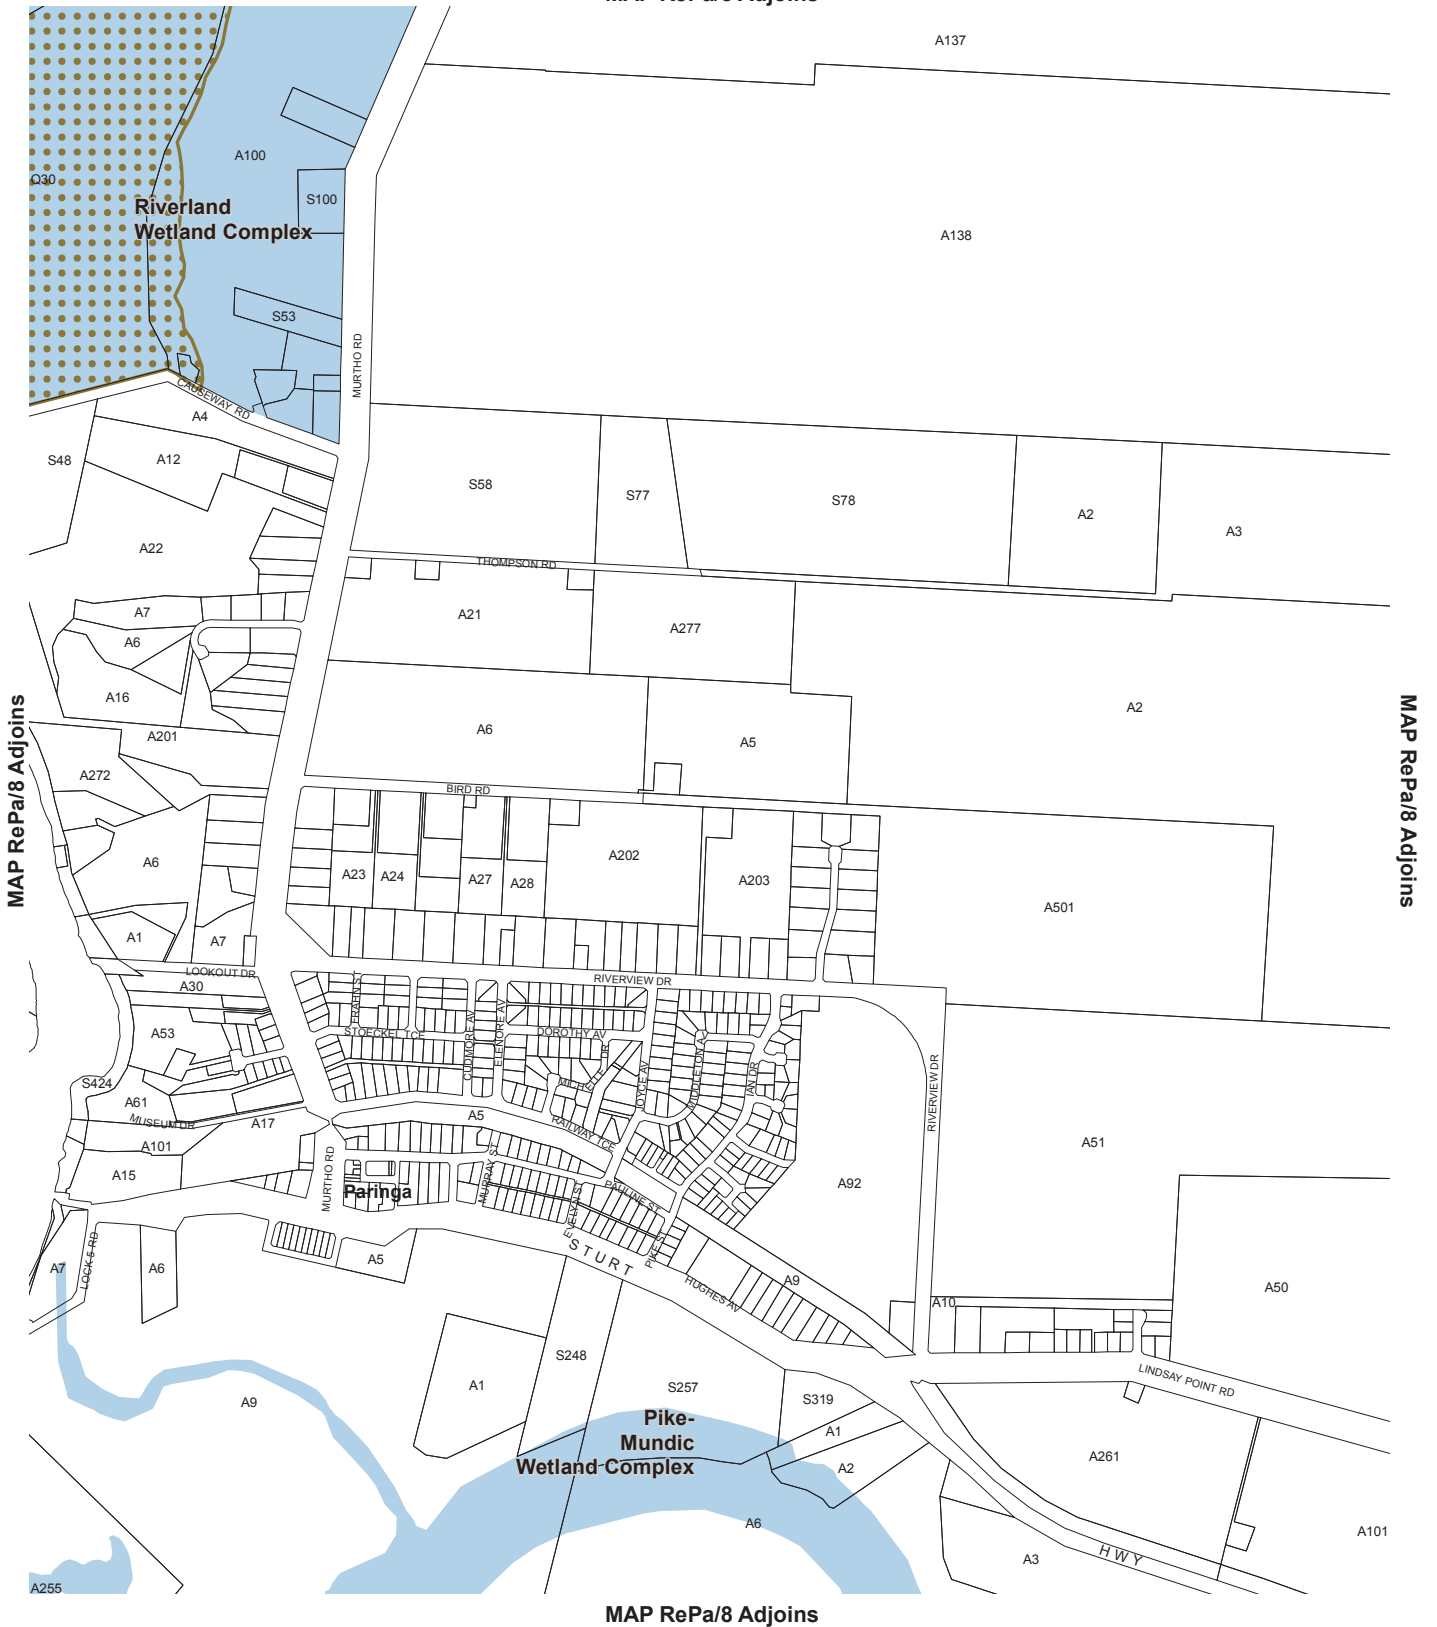 MAP RePa/8 Adjoins
A137
A100
Q30
S100
Riverland
Wetland Complex
A138
S53
MURTHO RD
CAUSEWAY RD
A4
S48
A12
S58
S77
S78
A2
A3
A22
THOMPSON RD
A7
A21
A277
A6
A16
A2
A201
A6
A5
A272
BIRD RD
MAP RePa/8 Adjoins
MAP RePa/8 Adjoins
A6
A23
A24
A27
A28
A202
A203
A501
A1
A7
LOOKOUT DR
RIVERVIEW DR
A30
FRAHN ST
CUDMORE AV
ELENORE AV
A53
STOECKEL TCE
DOROTHY AV
MIDDLETON AV
IAN DR
RIVERVIEW DR
S424
MICHELLE DR
JOYCE AV
A61
A5
MUSEUM DR
A17
RAILWAY TCE
A51
A101
A15
MURTHO RD
MURRAY ST
Paringa
A92
PAULINE ST
EVELYN ST
PIKE ST
STURT
LOCK 5 RD
A7
A6
A5
HUGHES AV
A9
A50
A10
S248
LINDSAY POINT RD
A9
A1
S257
S319
Pike-
Mundic
Wetland Complex
A1
A2
A261
A6
A101
HWY
A3
A255
MAP RePa/8 Adjoins